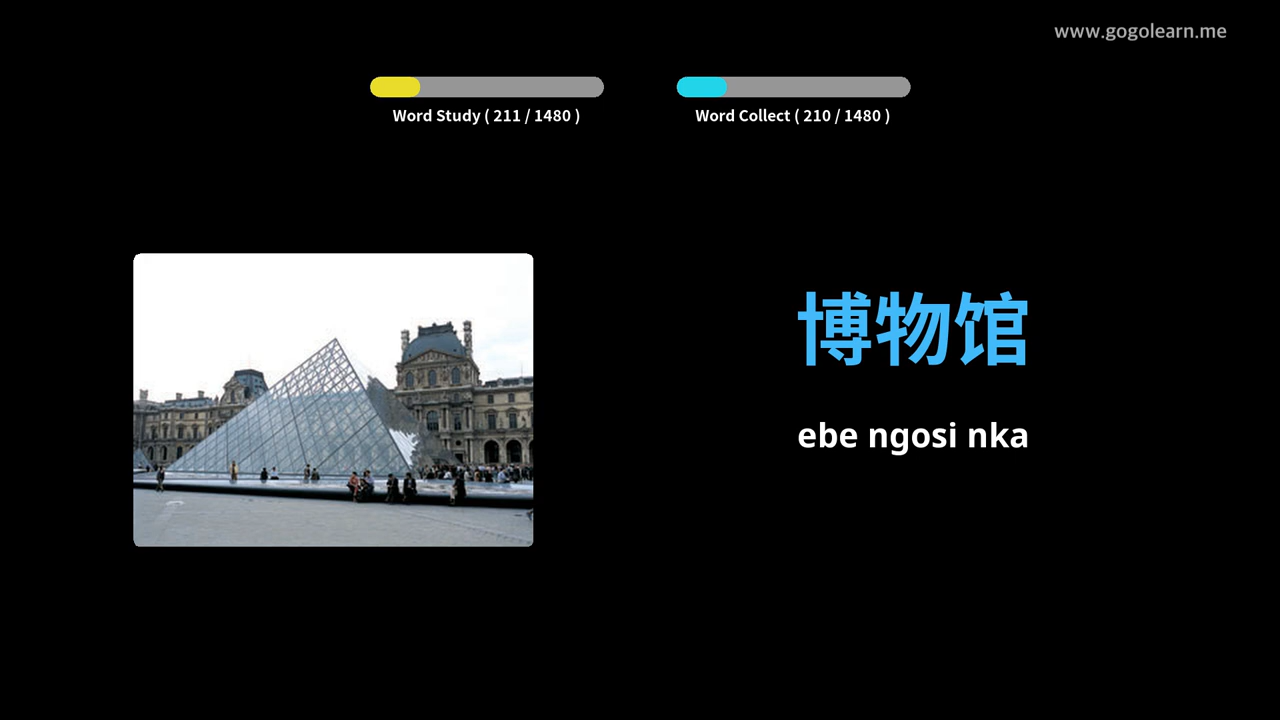 www.gogolearn.me
Word Study ( 211 / 1480 )
Word Collect ( 210 / 1480 )
博物馆
ebe ngosi nka